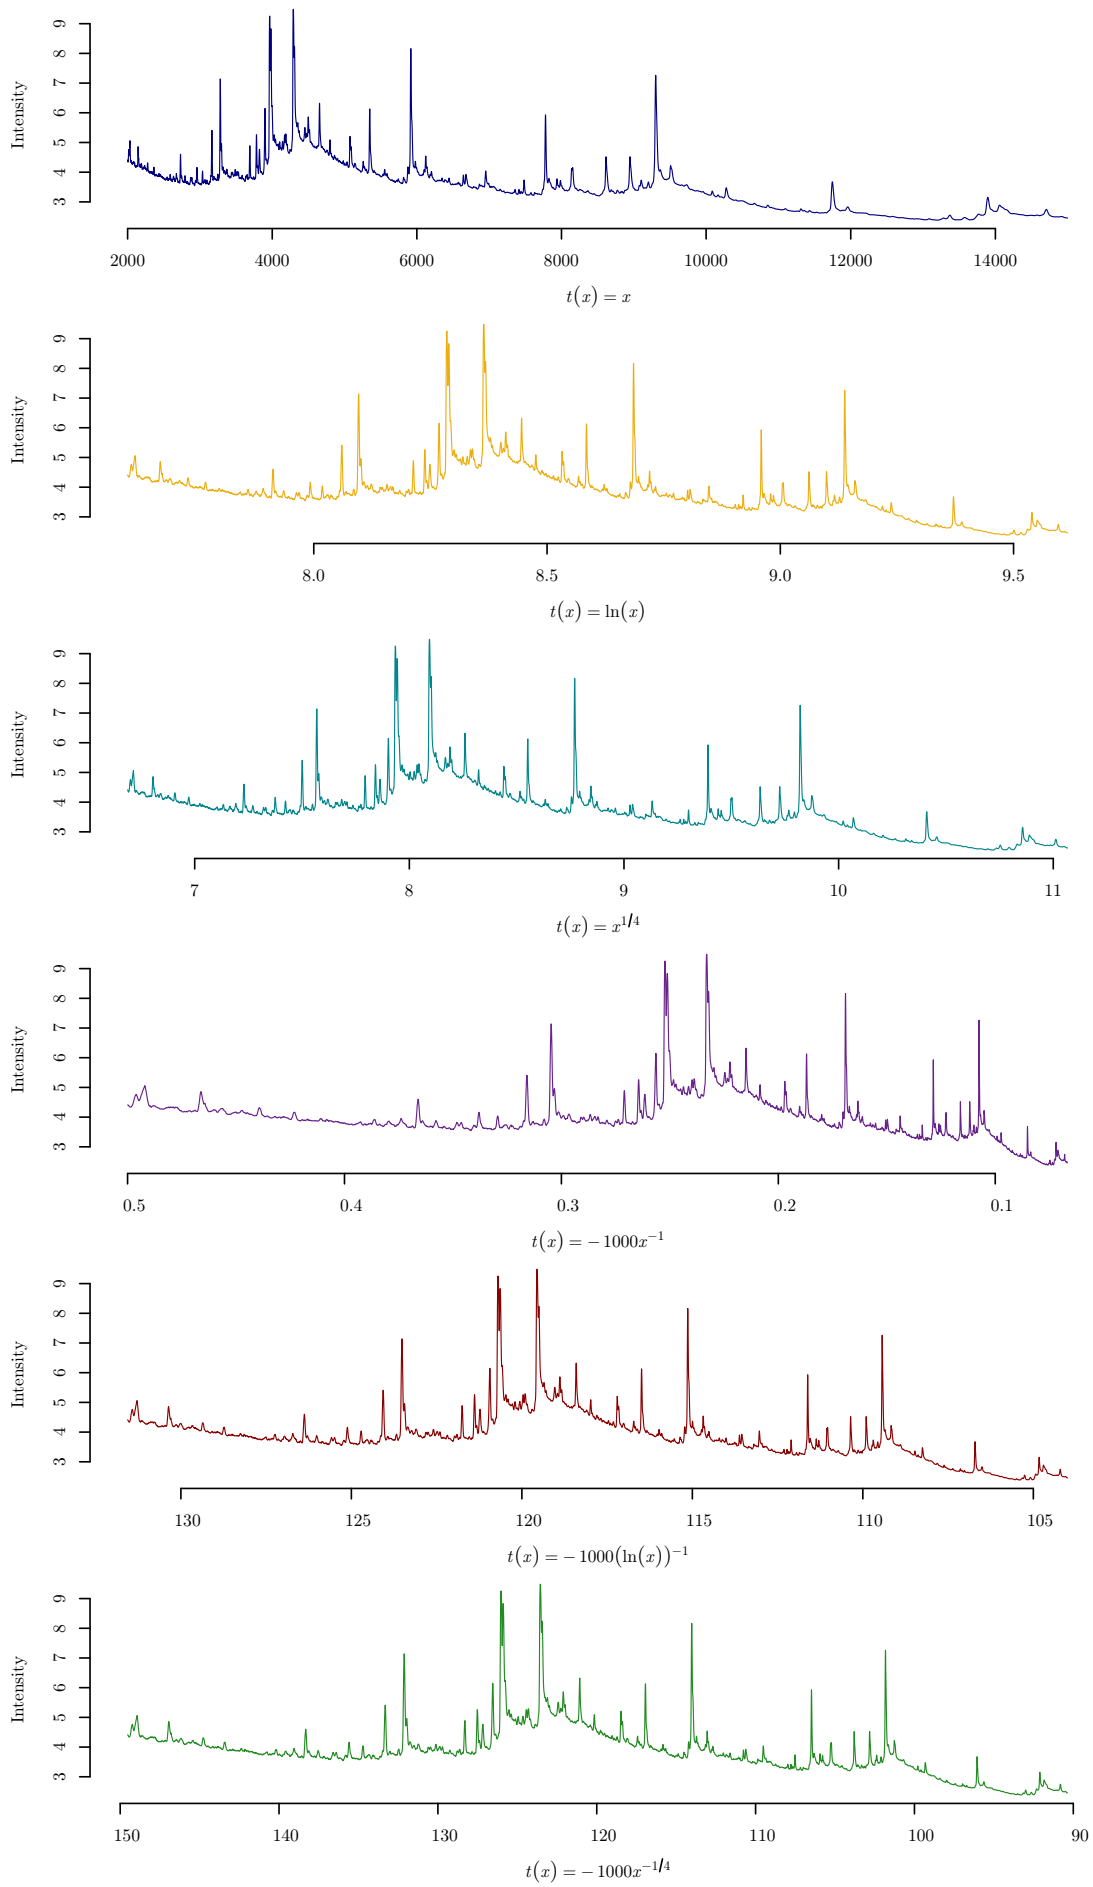 Intensity
9
8
7
6
5
4
3
2000 4000 6000 8000 10000 12000 14000
t(x) = x
Intensity
9
8
7
6
5
4
3
8.0 8.5 9.0 9.5
t(x) = ln(x)
Intensity
9
8
7
6
5
4
3
7 8 9 10 11
t(x) = x^{1/4}
Intensity
9
8
7
6
5
4
3
0.5 0.4 0.3 0.2 0.1
t(x) = − 1000x^{−1}
Intensity
9
8
7
6
5
4
3
130 125 120 115 110 105
t(x) = − 1000(ln(x))^{−1}
Intensity
9
8
7
6
5
4
3
150 140 130 120 110 100 90
t(x) = − 1000x^{−1/4}